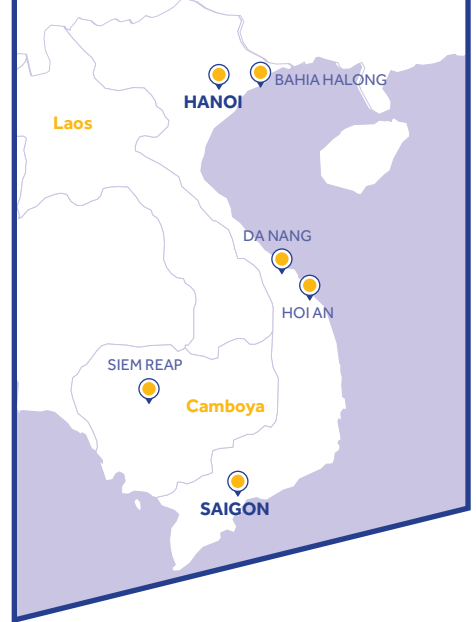 BAHIA HALONG
HANOI
Laos
DA NANG
HOI AN
SIEM REAP
Camboya
SAIGON